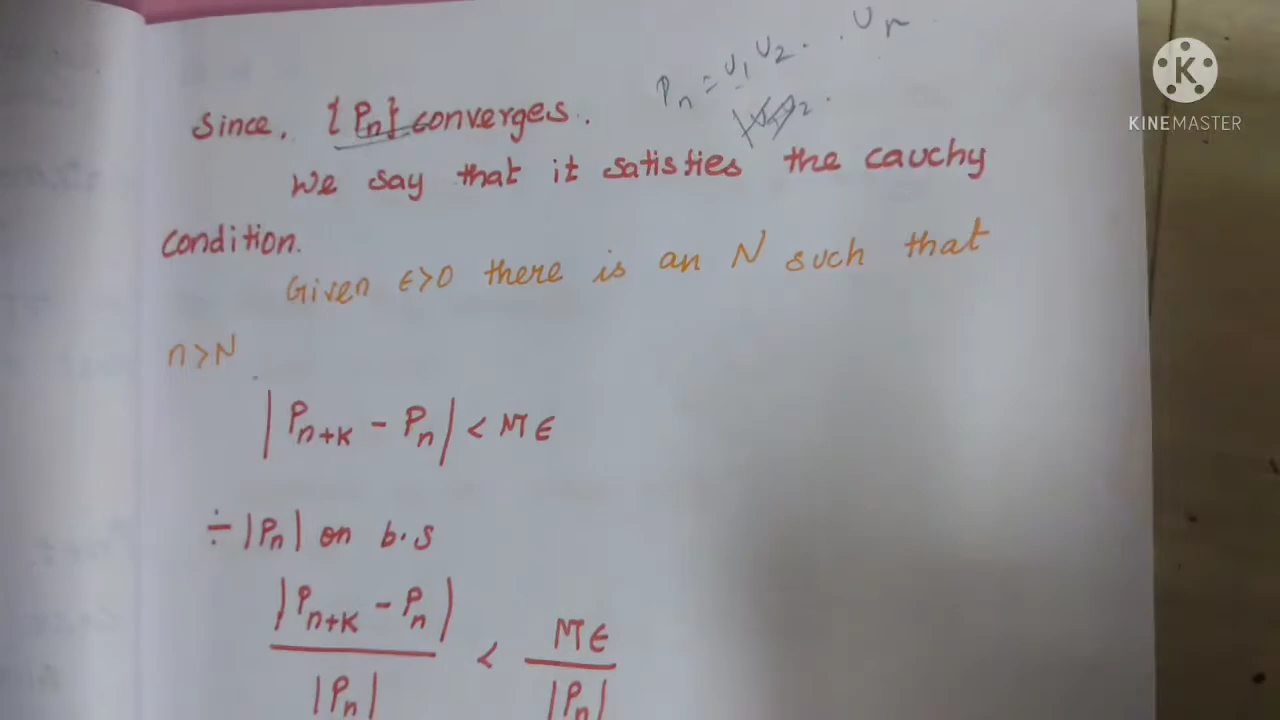 Pn = U1 U2 . . Un
Since, {Pn} converges.
We say that it satisfies the cauchy
condition.
Given ϵ>0 there is an N such that
n>N
|Pn+K - Pn| < Mϵ
÷ |Pn| on b.s
|Pn+K - Pn| / |Pn| < Mϵ / |Pn|
K
KINEMASTER